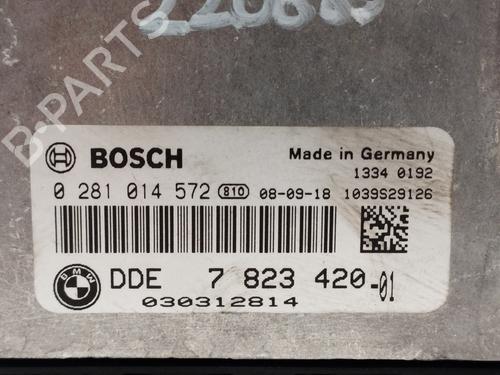 B-PARTS
BOSCH
Made in Germany
1334 0192
0 281 014 572 810 08-09-18 1039S29126
BMW DDE 7 823 420-01
030312814